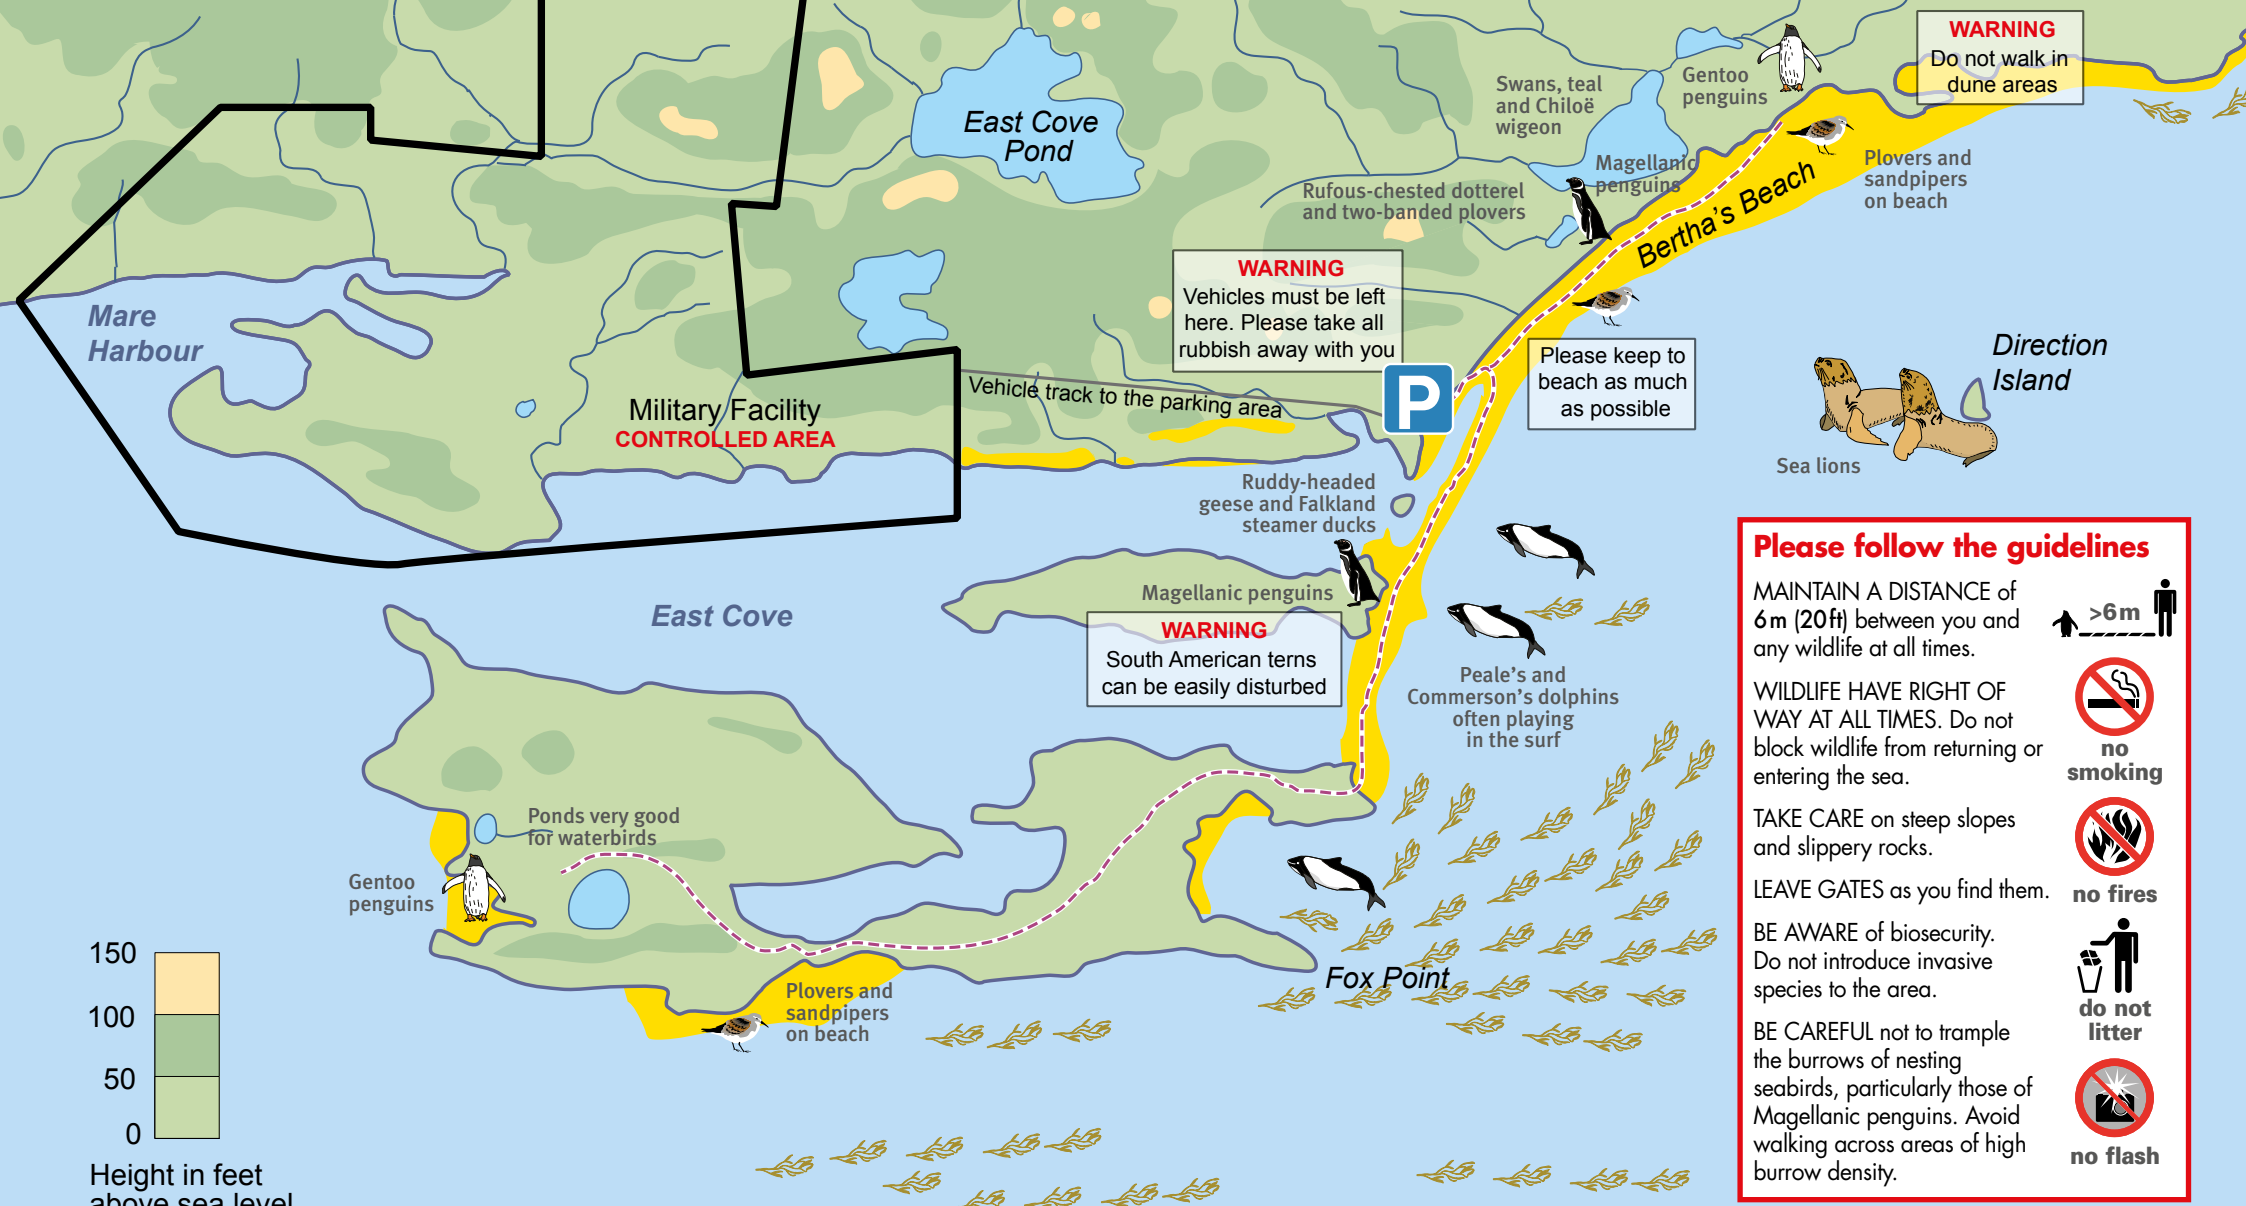 WARNING
Do not walk in
dune areas
Gentoo
penguins
Swans, teal
and Chiloë
wigeon
East Cove
Pond
Magellanic
penguins
Plovers and
sandpipers
on beach
Rufous-chested dotterel
and two-banded plovers
Bertha's Beach
WARNING
Vehicles must be left
here. Please take all
rubbish away with you
Mare
Harbour
Direction
Island
Please keep to
beach as much
as possible
P
Vehicle track to the parking area
Military Facility
CONTROLLED AREA
Sea lions
Ruddy-headed
geese and Falkland
steamer ducks
Magellanic penguins
East Cove
WARNING
South American terns
can be easily disturbed
Peale's and
Commerson's dolphins
often playing
in the surf
Ponds very good
for waterbirds
Gentoo
penguins
Fox Point
Plovers and
sandpipers
on beach
150
100
50
0
Height in feet
above sea level
Please follow the guidelines
MAINTAIN A DISTANCE of
6m (20ft) between you and
any wildlife at all times.
>6m
WILDLIFE HAVE RIGHT OF
WAY AT ALL TIMES. Do not
block wildlife from returning or
entering the sea.
no
smoking
TAKE CARE on steep slopes
and slippery rocks.
LEAVE GATES as you find them.
no fires
BE AWARE of biosecurity.
Do not introduce invasive
species to the area.
do not
litter
BE CAREFUL not to trample
the burrows of nesting
seabirds, particularly those of
Magellanic penguins. Avoid
walking across areas of high
burrow density.
no flash